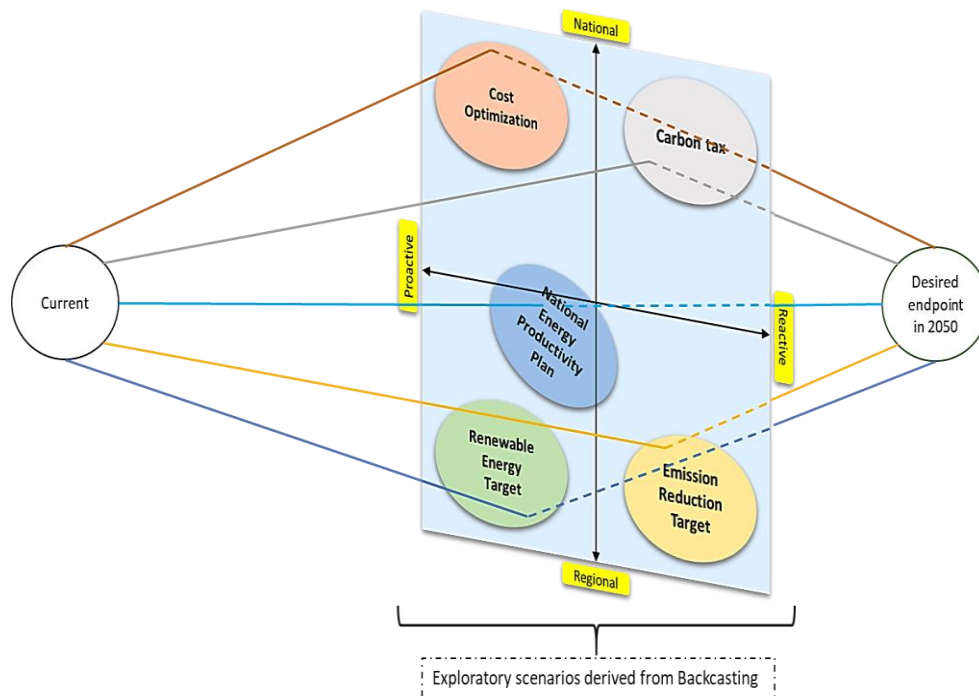 National
Cost
Optimization
Carbon tax
Proactive
Current
National
Energy
Productivity
Plan
Desired
endpoint
in 2050
Reactive
Renewable
Energy
Target
Emission
Reduction
Target
Regional
Exploratory scenarios derived from Backcasting